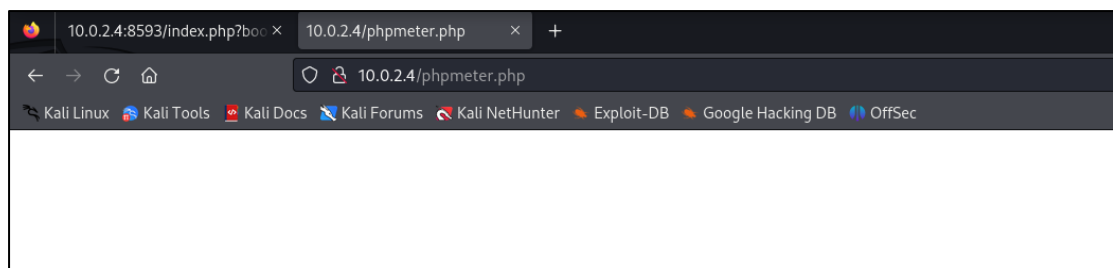 10.0.2.4:8593/index.php?boo
10.0.2.4/phpmeter.php
10.0.2.4/phpmeter.php
Kali Linux Kali Tools Kali Docs Kali Forums Kali NetHunter Exploit-DB Google Hacking DB OffSec